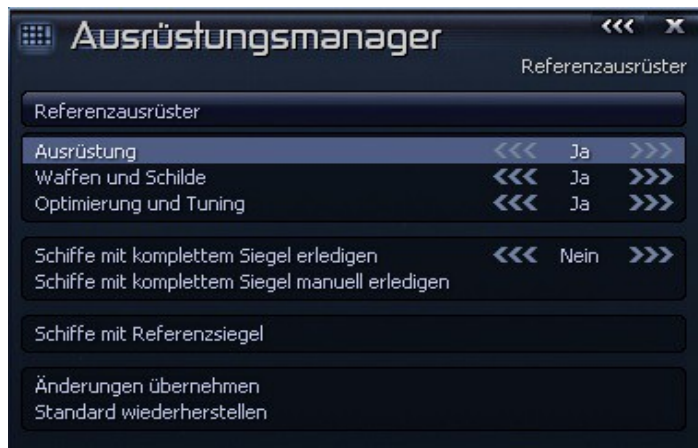 Ausrüstungsmanager
<<< X
Referenzausrüster
Referenzausrüster
Ausrüstung <<< Ja >>>
Waffen und Schilde <<< Ja >>>
Optimierung und Tuning <<< Ja >>>
Schiffe mit komplettem Siegel erledigen <<< Nein >>>
Schiffe mit komplettem Siegel manuell erledigen
Schiffe mit Referenzsiegel
Änderungen übernehmen
Standard wiederherstellen